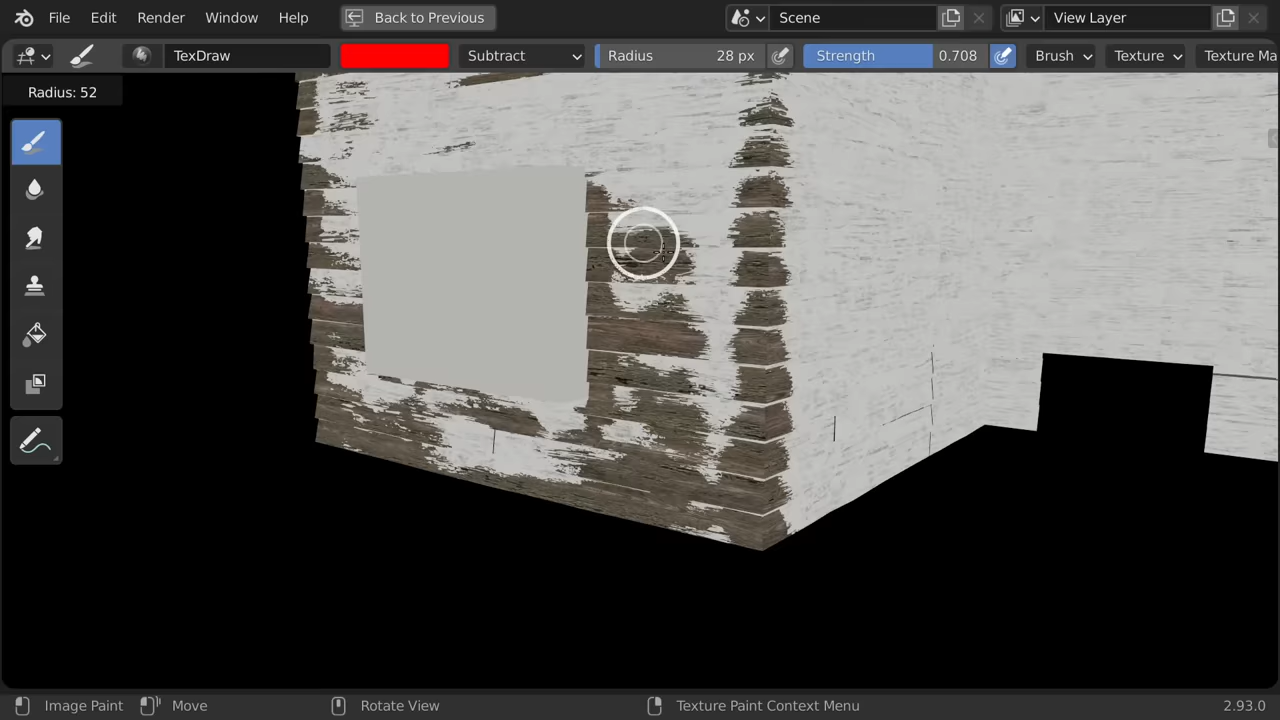 File Edit Render Window Help Back to Previous Scene View Layer
TexDraw Subtract Radius 28 px Strength 0.708 Brush Texture Texture Ma
Radius: 52
Image Paint Move Rotate View Texture Paint Context Menu 2.93.0